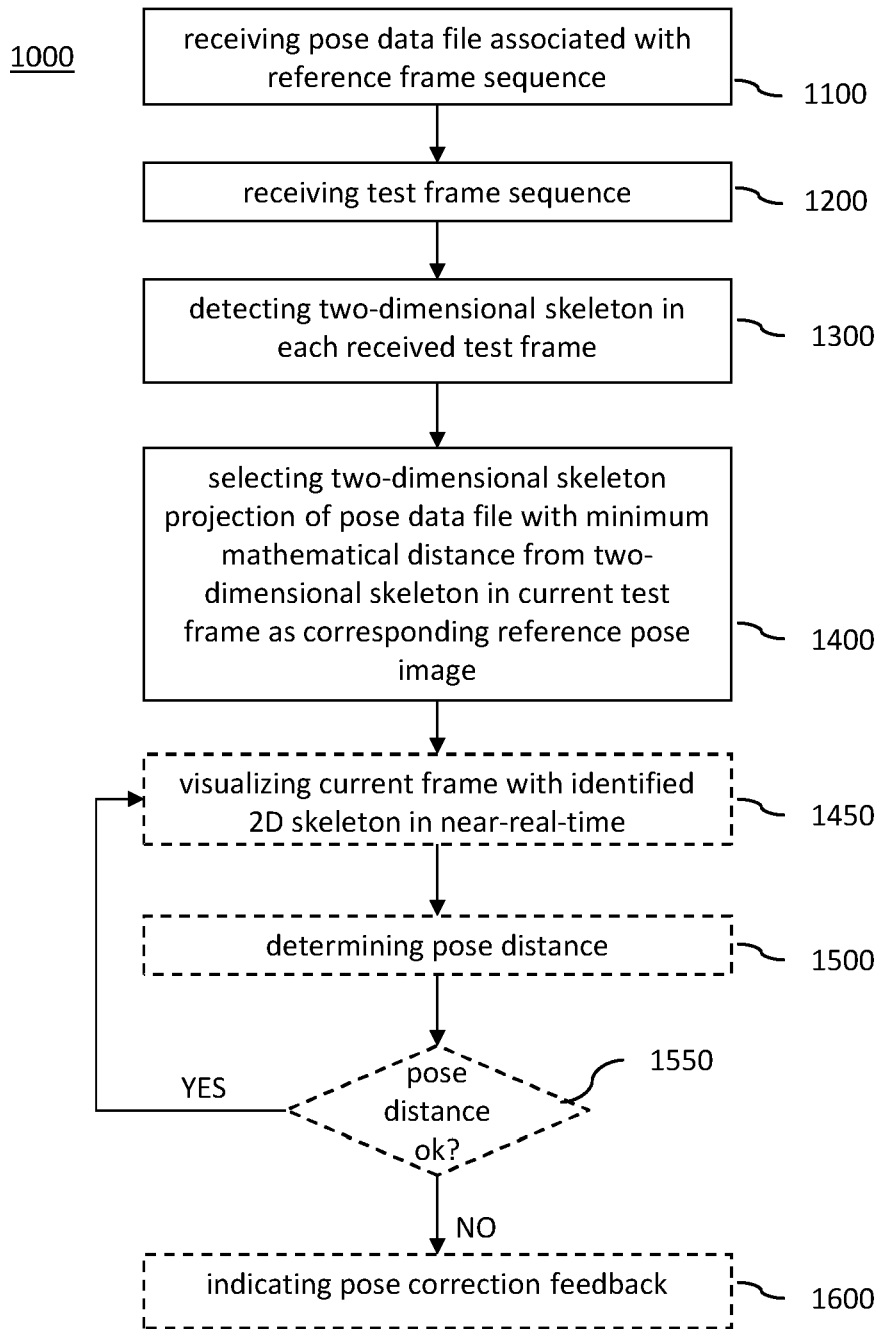 1000
receiving pose data file associated with
reference frame sequence
1100
receiving test frame sequence
1200
detecting two-dimensional skeleton in
each received test frame
1300
selecting two-dimensional skeleton
projection of pose data file with minimum
mathematical distance from two-
dimensional skeleton in current test
frame as corresponding reference pose
image
1400
visualizing current frame with identified
2D skeleton in near-real-time
1450
determining pose distance
1500
pose
distance
ok?
1550
YES
NO
indicating pose correction feedback
1600